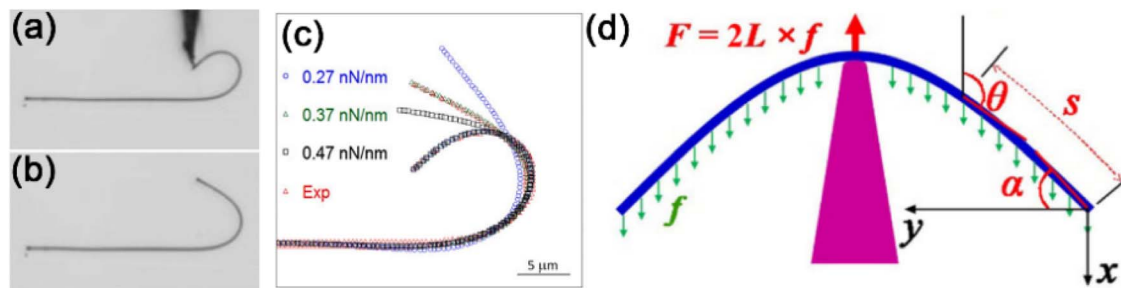 (a)
(b)
(c)
0.27 nN/nm
0.37 nN/nm
0.47 nN/nm
Exp
5 μm
(d)
F = 2L × f
θ
s
α
f
y
x